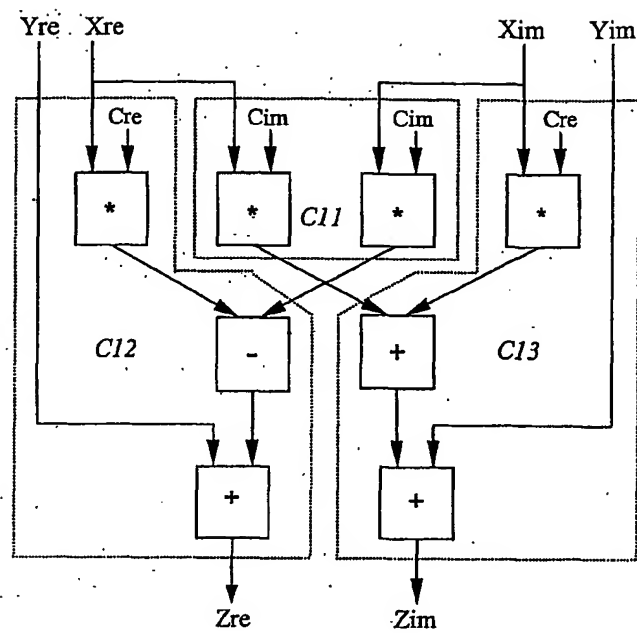 Yre Xre Xim Yim
Cre Cim Cim Cre
* * C11 * *
C12 - + C13
+ +
Zre Zim